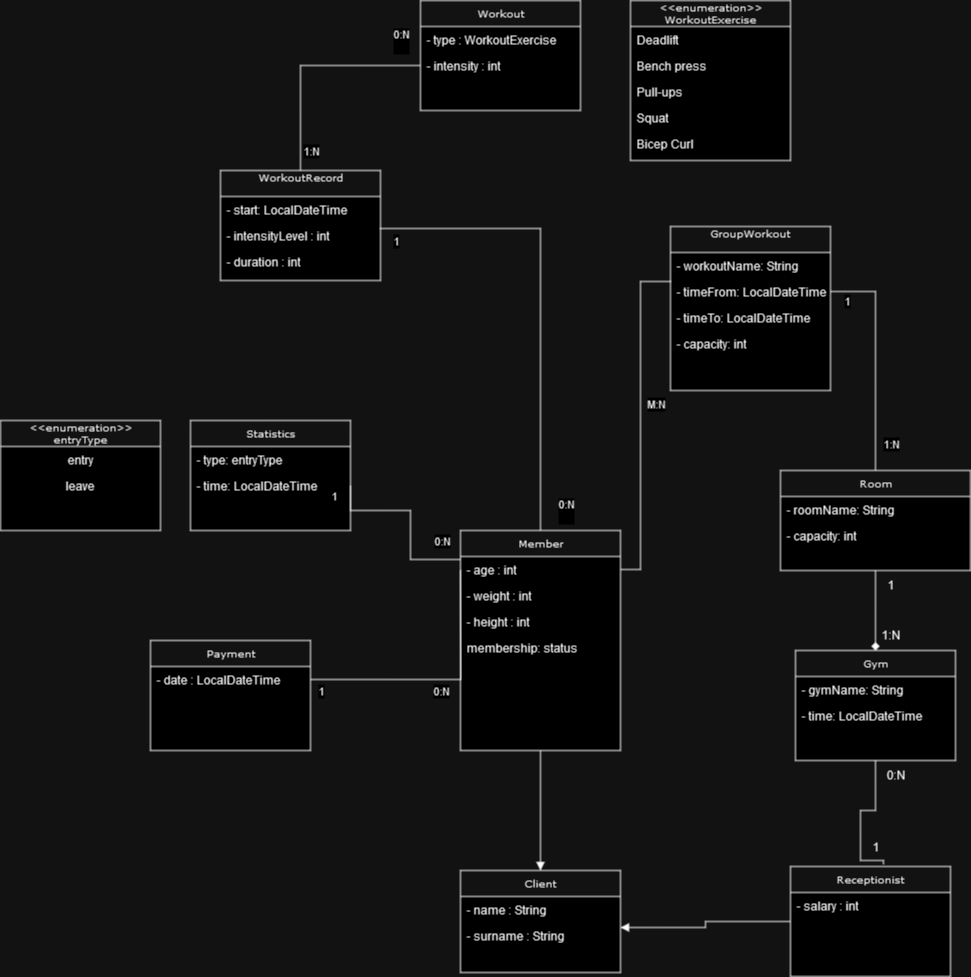 Workout
- type : WorkoutExercise
- intensity : int
<<enumeration>>
WorkoutExercise
Deadlift
Bench press
Pull-ups
Squat
Bicep Curl
0:N
1:N
WorkoutRecord
- start: LocalDateTime
- intensityLevel : int
- duration : int
1
GroupWorkout
- workoutName: String
- timeFrom: LocalDateTime
- timeTo: LocalDateTime
- capacity: int
1
M:N
1:N
<<enumeration>>
entryType
entry
leave
Statistics
- type: entryType
- time: LocalDateTime
1
0:N
0:N
Member
- age : int
- weight : int
- height : int
membership: status
Room
- roomName: String
- capacity: int
1
1:N
Payment
- date : LocalDateTime
1
0:N
Gym
- gymName: String
- time: LocalDateTime
0:N
1
Client
- name : String
- surname : String
Receptionist
- salary : int